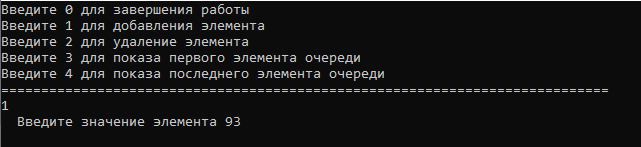 Введите 0 для завершения работы
Введите 1 для добавления элемента
Введите 2 для удаление элемента
Введите 3 для показа первого элемента очереди
Введите 4 для показа последнего элемента очереди
============================================================================
1
Введите значение элемента 93